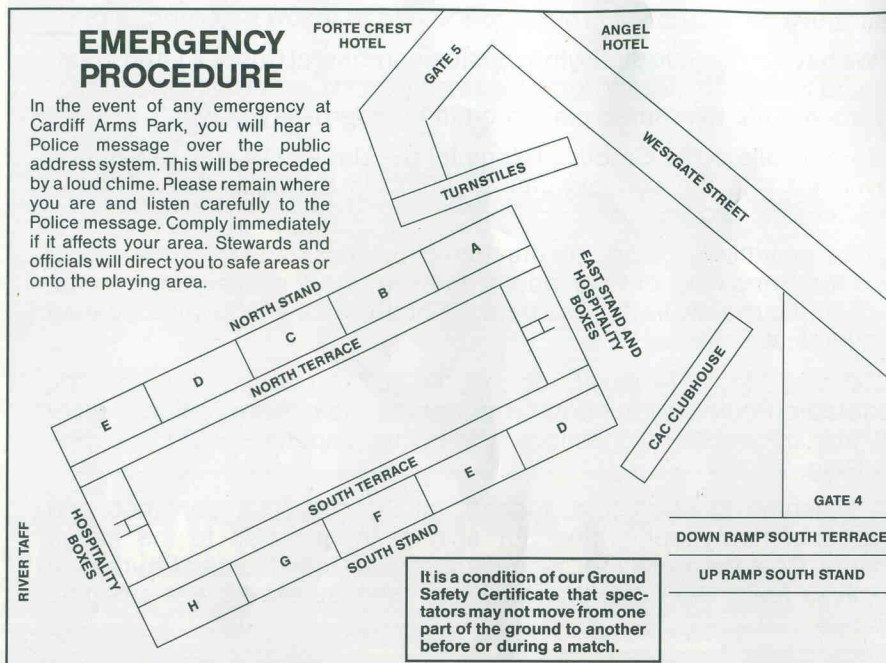 EMERGENCY
PROCEDURE
In the event of any emergency at
Cardiff Arms Park, you will hear a
Police message over the public
address system. This will be preceded
by a loud chime. Please remain where
you are and listen carefully to the
Police message. Comply immediately
if it affects your area. Stewards and
officials will direct you to safe areas or
onto the playing area.
FORTE CREST
HOTEL
GATE 5
ANGEL
HOTEL
WESTGATE STREET
TURNSTILES
NORTH STAND
A
B
C
D
E
NORTH TERRACE
EAST STAND AND
HOSPITALITY
BOXES
CAC CLUBHOUSE
RIVER TAFF
HOSPITALITY
BOXES
SOUTH TERRACE
D
E
F
G
H
SOUTH STAND
GATE 4
DOWN RAMP SOUTH TERRACE
UP RAMP SOUTH STAND
It is a condition of our Ground
Safety Certificate that spec-
tators may not move from one
part of the ground to another
before or during a match.